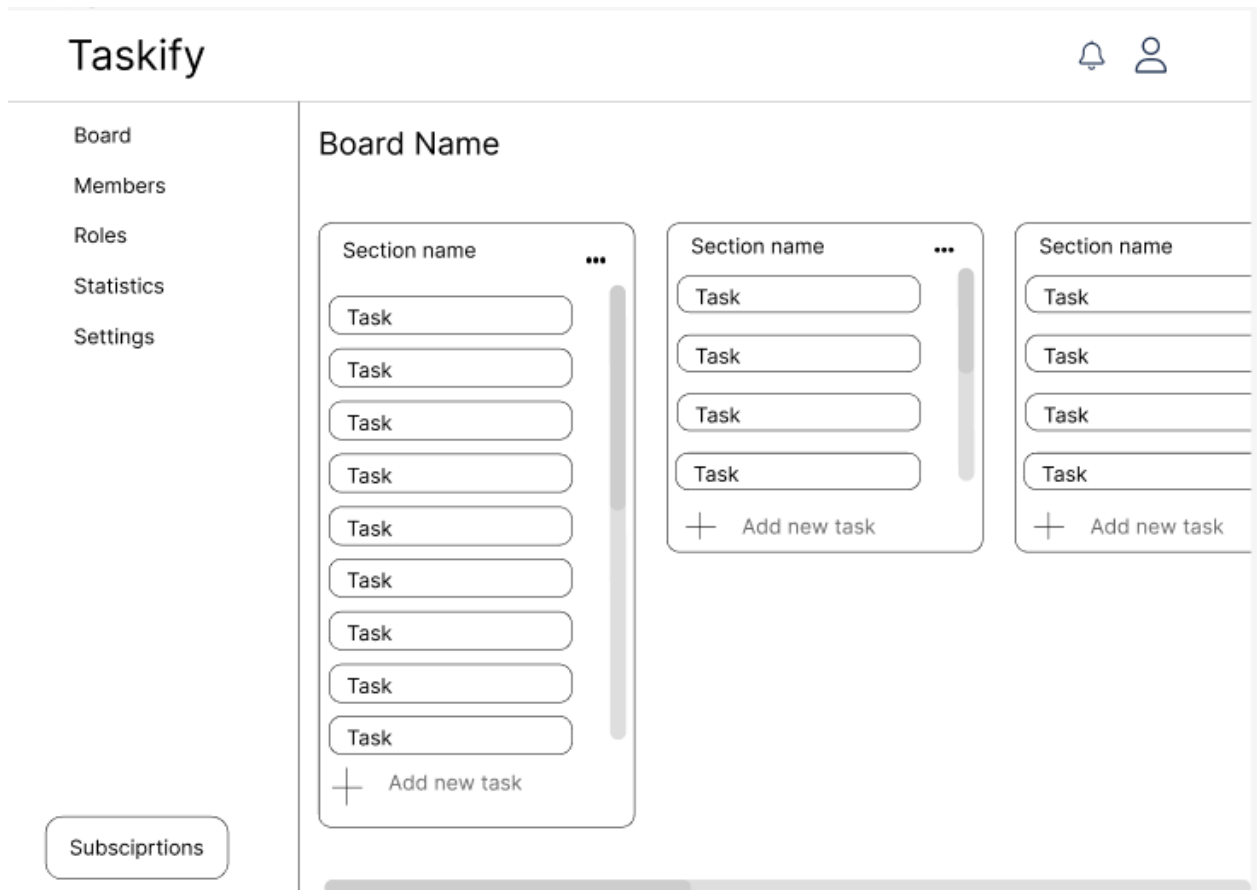 Taskify
Board
Members
Roles
Statistics
Settings
Subsciprtions
Board Name
Section name
Task
Task
Task
Task
Task
Task
Task
Task
Task
Add new task
Section name
Task
Task
Task
Task
Add new task
Section name
Task
Task
Task
Task
Add new task